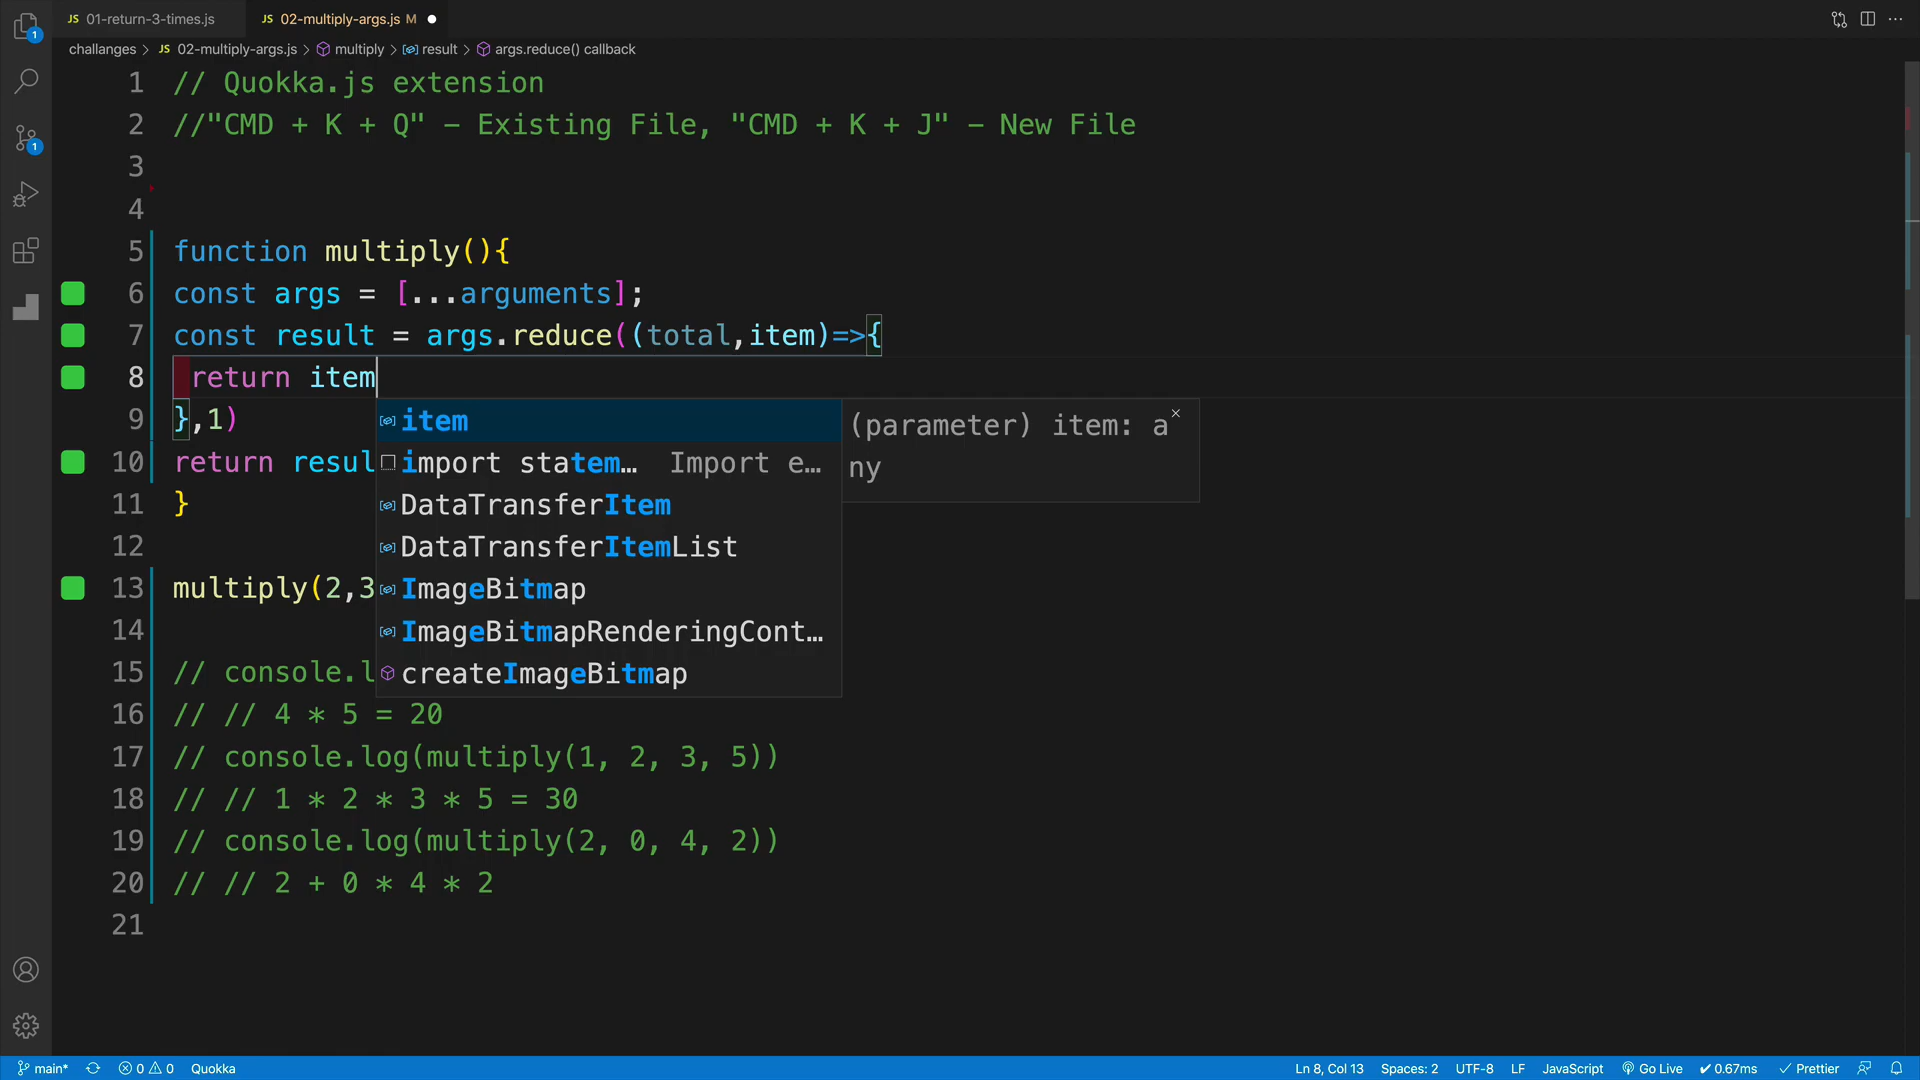 JS 01-return-3-times.js
JS 02-multiply-args.js M
challanges > JS 02-multiply-args.js > multiply > result > args.reduce() callback
1 // Quokka.js extension
2 //"CMD + K + Q" - Existing File, "CMD + K + J" - New File
3
4
5 function multiply(){
6 const args = [...arguments];
7 const result = args.reduce((total,item)=>{
8 return item
9 },1)
10 return resul
11 }
12
13 multiply(2,3
14
15 // console.l
16 // // 4 * 5 = 20
17 // console.log(multiply(1, 2, 3, 5))
18 // // 1 * 2 * 3 * 5 = 30
19 // console.log(multiply(2, 0, 4, 2))
20 // // 2 + 0 * 4 * 2
21
item
import statem… Import e…
DataTransferItem
DataTransferItemList
ImageBitmap
ImageBitmapRenderingCont…
createImageBitmap
(parameter) item: a
ny
1
1
main* 0 0 Quokka
Ln 8, Col 13 Spaces: 2 UTF-8 LF JavaScript Go Live 0.67ms Prettier